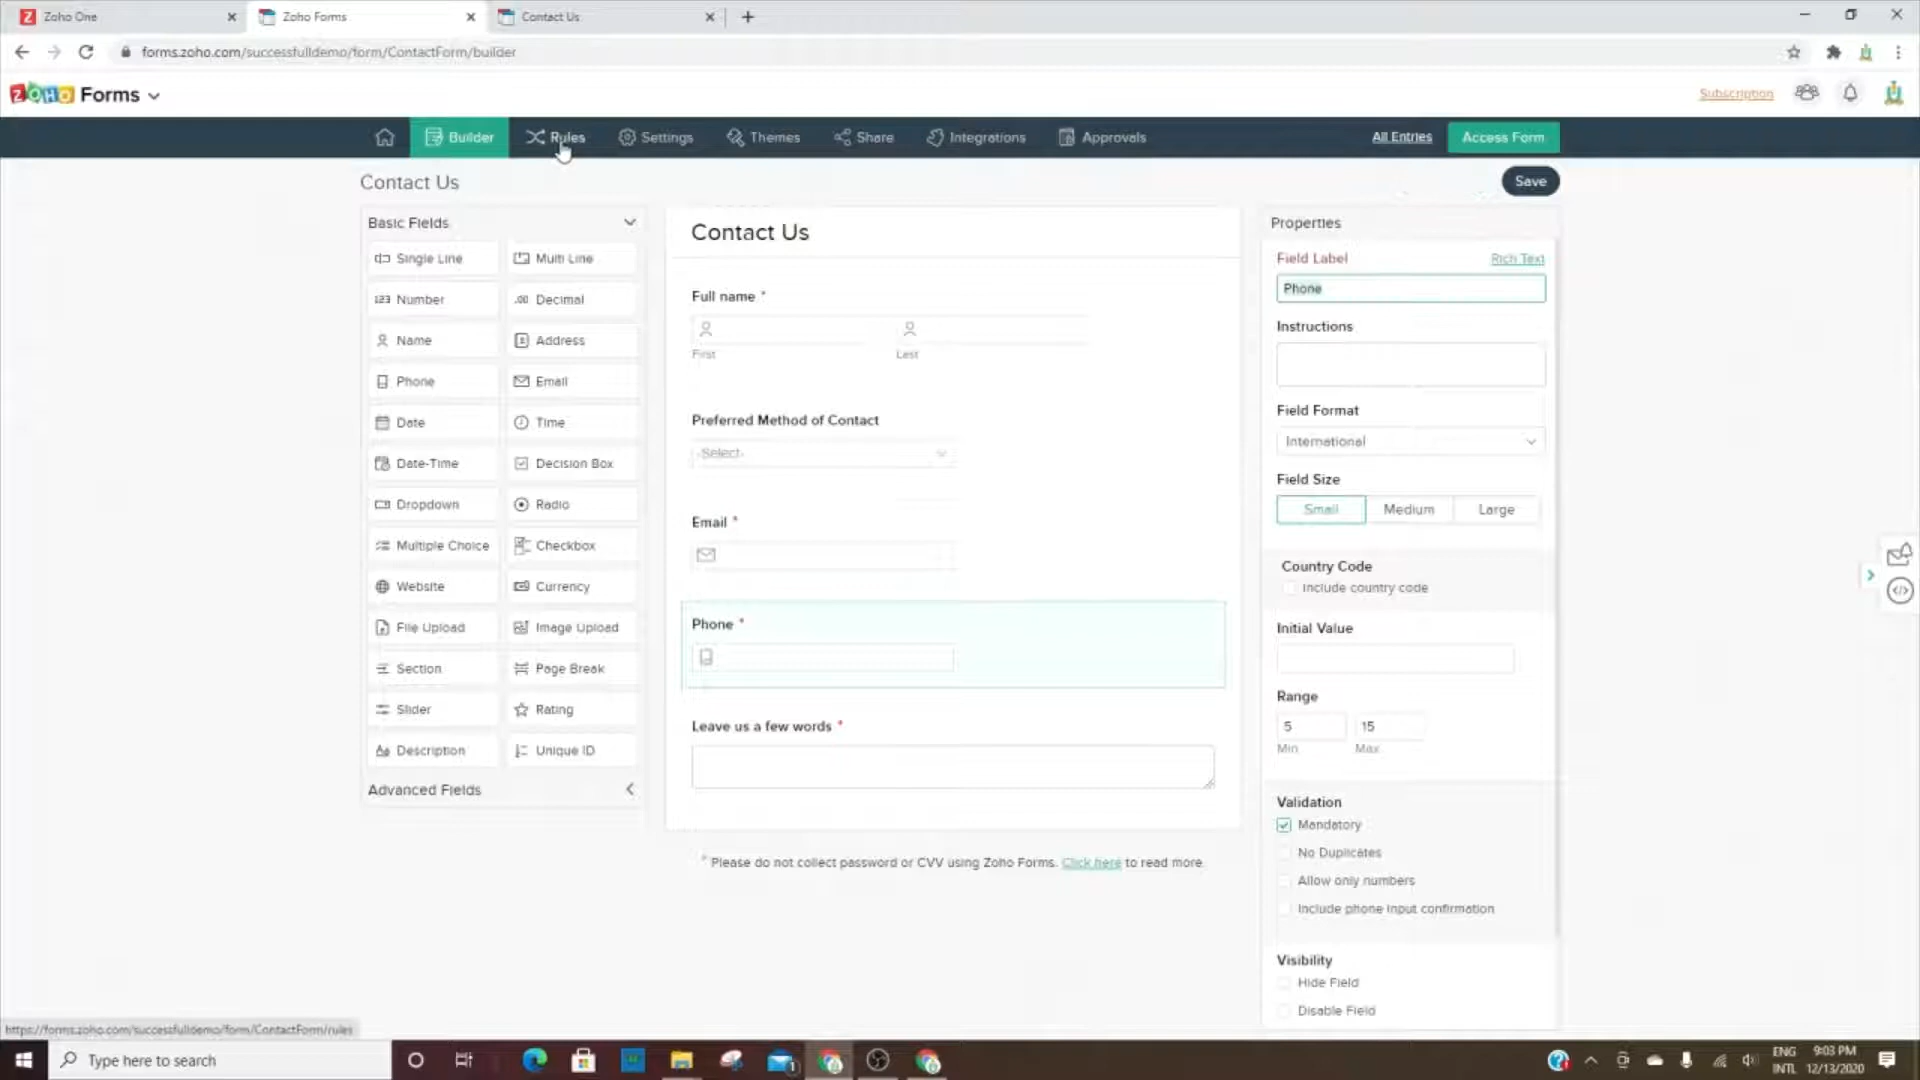 Zoho One
Zoho Forms
Contact Us
forms.zoho.com/successfulldemo/form/ContactForm/builder
ZOHO Forms
Subscription
Builder
Rules
Settings
Themes
Share
Integrations
Approvals
All Entries
Access Form
Contact Us
Save
Basic Fields
Single Line
Multi Line
123 Number
.00 Decimal
Name
Address
Phone
Email
Date
Time
Date-Time
Decision Box
Dropdown
Radio
Multiple Choice
Checkbox
Website
Currency
File Upload
Image Upload
Section
Page Break
Slider
Rating
Description
Unique ID
Advanced Fields
Contact Us
Full name *
First
Last
Preferred Method of Contact
-Select-
Email *
Phone *
Leave us a few words *
* Please do not collect password or CVV using Zoho Forms. Click here to read more.
Properties
Field Label
Rich Text
Phone
Instructions
Field Format
International
Field Size
Small
Medium
Large
Country Code
Include country code
Initial Value
Range
5
15
Min
Max
Validation
Mandatory
No Duplicates
Allow only numbers
Include phone input confirmation
Visibility
Hide Field
Disable Field
https://forms.zoho.com/successfulldemo/form/ContactForm/rules
Type here to search
1
ENG
INTL
9:03 PM
12/13/2020